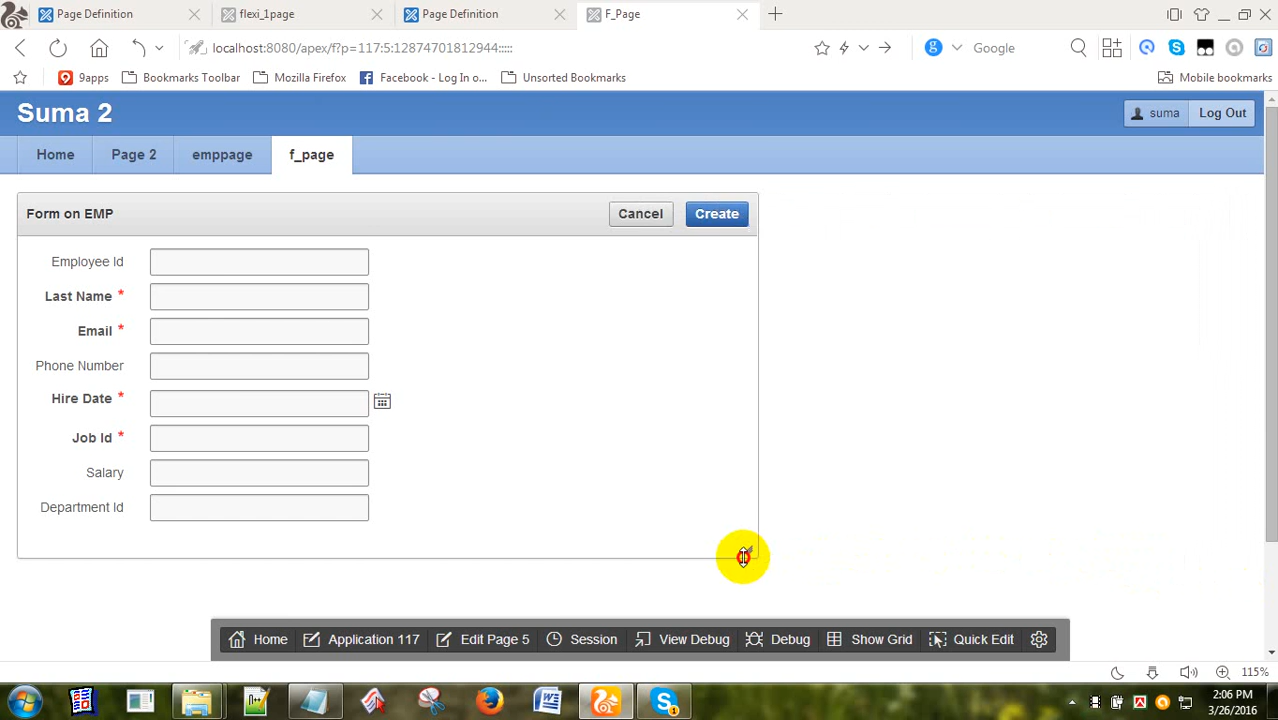 Page Definition
flexi_1page
Page Definition
F_Page
localhost:8080/apex/f?p=117:5:12874701812944:::::
Google
9apps
Bookmarks Toolbar
Mozilla Firefox
Facebook - Log In o...
Unsorted Bookmarks
Mobile bookmarks
Suma 2
suma
Log Out
Home
Page 2
emppage
f_page
Form on EMP
Cancel
Create
Employee Id
Last Name *
Email *
Phone Number
Hire Date *
Job Id *
Salary
Department Id
Home
Application 117
Edit Page 5
Session
View Debug
Debug
Show Grid
Quick Edit
115%
2:06 PM
3/26/2016